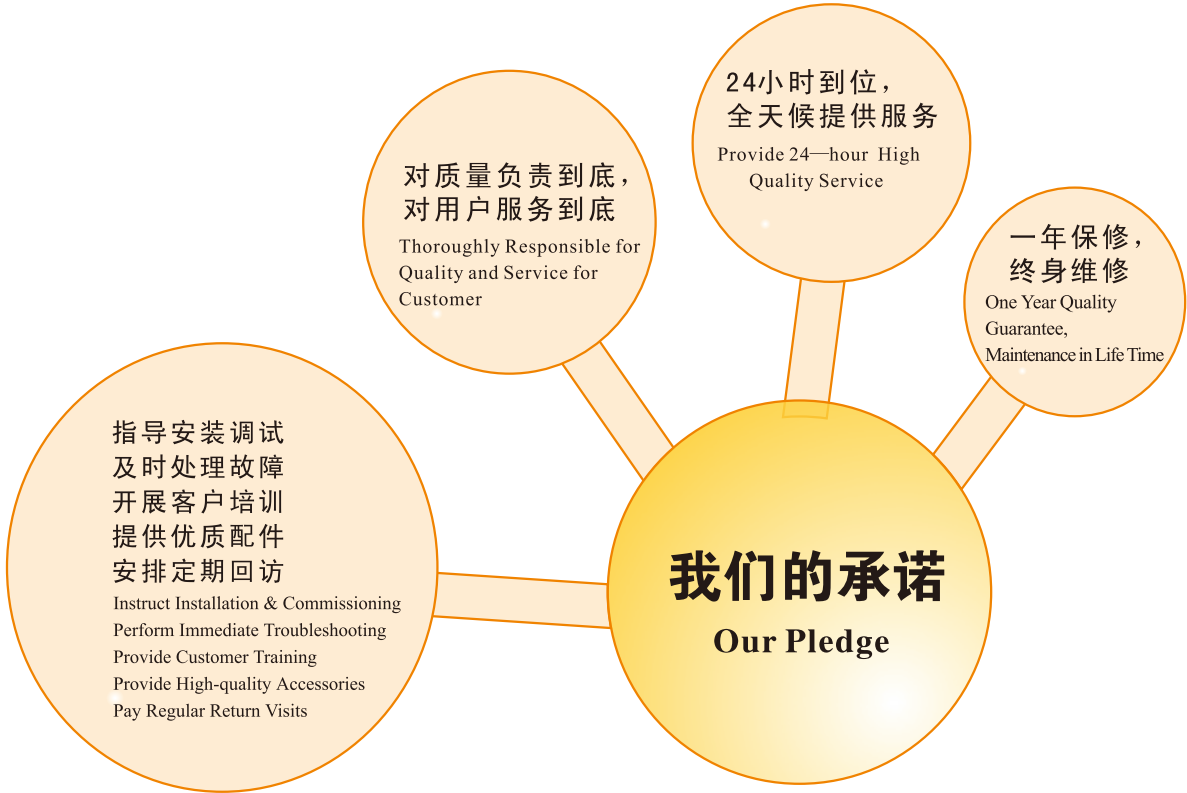 24小时到位，
全天候提供服务
Provide 24—hour High
Quality Service
对质量负责到底，
对用户服务到底
Thoroughly Responsible for
Quality and Service for
Customer
一年保修，
终身维修
One Year Quality
Guarantee,
Maintenance in Life Time
指导安装调试
及时处理故障
开展客户培训
提供优质配件
安排定期回访
Instruct Installation & Commissioning
Perform Immediate Troubleshooting
Provide Customer Training
Provide High-quality Accessories
Pay Regular Return Visits
我们的承诺
Our Pledge